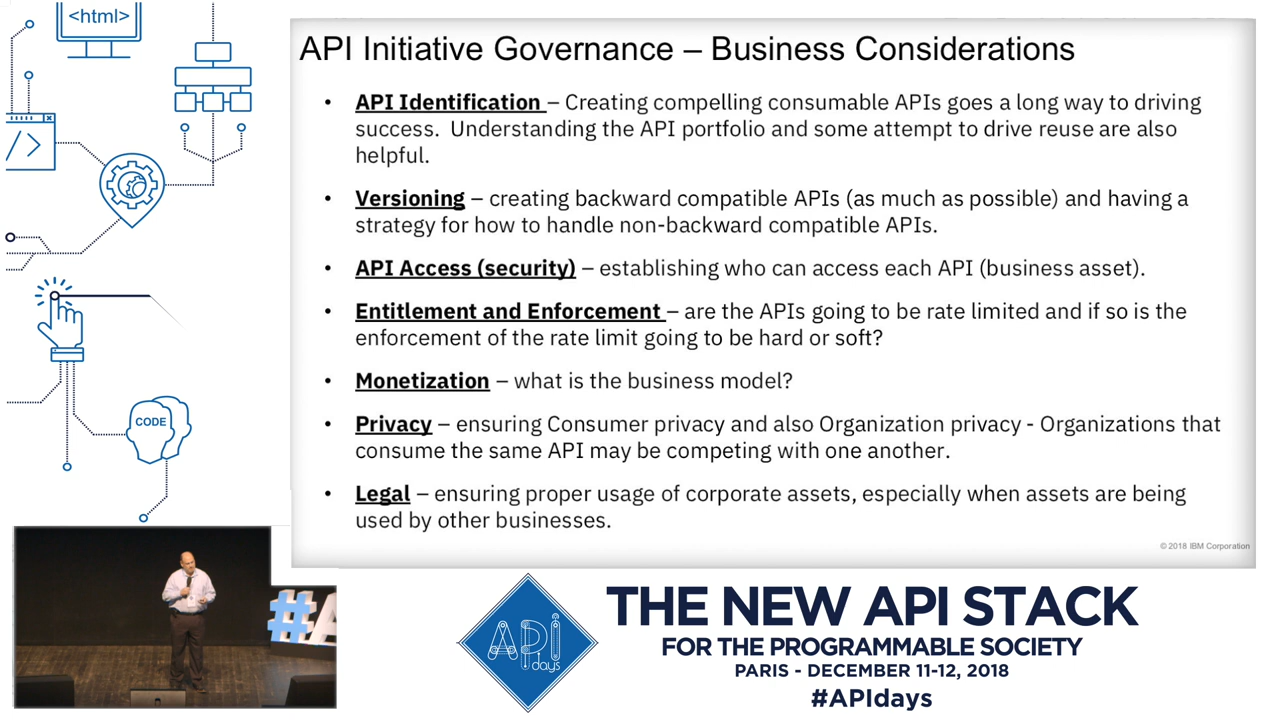 <html>
API Initiative Governance – Business Considerations
• API Identification – Creating compelling consumable APIs goes a long way to driving
success.  Understanding the API portfolio and some attempt to drive reuse are also
helpful.
• Versioning – creating backward compatible APIs (as much as possible) and having a
strategy for how to handle non-backward compatible APIs.
• API Access (security) – establishing who can access each API (business asset).
• Entitlement and Enforcement – are the APIs going to be rate limited and if so is the
enforcement of the rate limit going to be hard or soft?
• Monetization – what is the business model?
• Privacy – ensuring Consumer privacy and also Organization privacy - Organizations that
consume the same API may be competing with one another.
• Legal – ensuring proper usage of corporate assets, especially when assets are being
used by other businesses.
© 2018 IBM Corporation
</>
CODE
#A
API
days
THE NEW API STACK
FOR THE PROGRAMMABLE SOCIETY
PARIS - DECEMBER 11-12, 2018
#APIdays